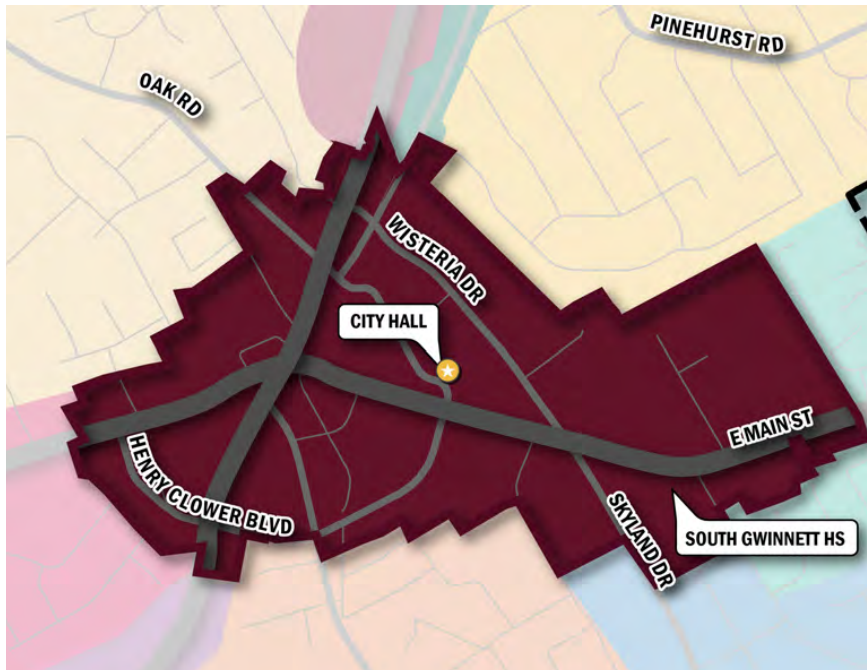 PINEHURST RD
OAK RD
WISTERIA DR
CITY HALL
E MAIN ST
HENRY CLOWER BLVD
SKYLAND DR
SOUTH GWINNETT HS